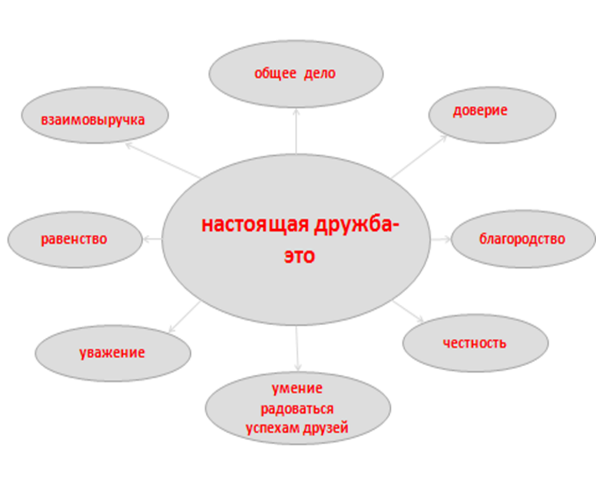 общее дело
взаимовыручка
доверие
настоящая дружба-
это
равенство
благородство
уважение
честность
умение
радоваться
успехам друзей